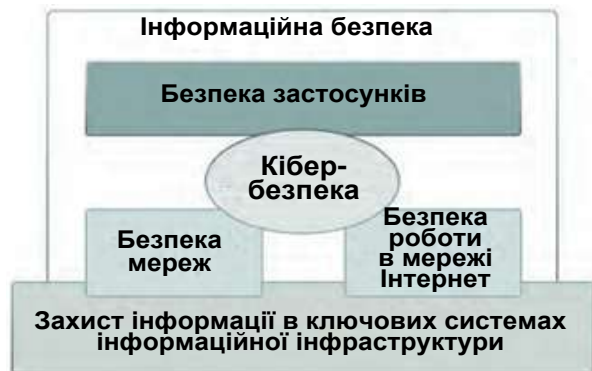 Інформаційна безпека
Безпека застосунків
Кібер-
безпека
Безпека
мереж
Безпека
роботи
в мережі
Інтернет
Захист інформації в ключових системах
інформаційної інфраструктури